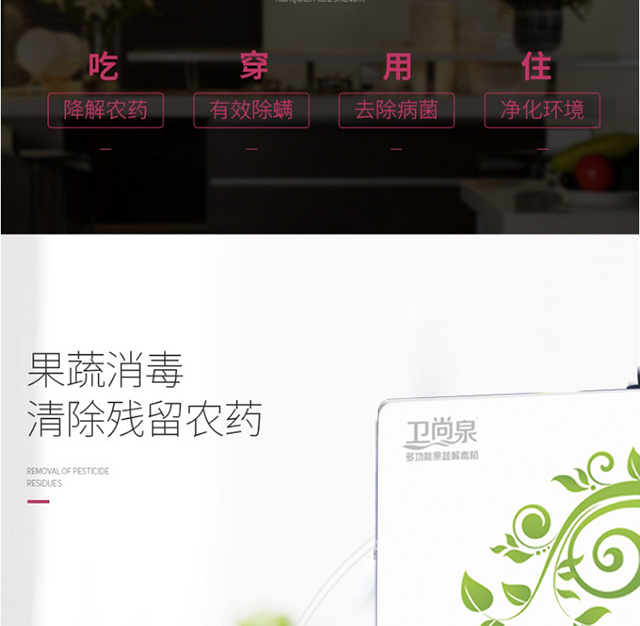 吃 穿 用 住
降解农药 有效除螨 去除病菌 净化环境
果蔬消毒
清除残留农药
REMOVAL OF PESTICIDE
RESIDUES
卫尚泉
多功能果蔬解毒机